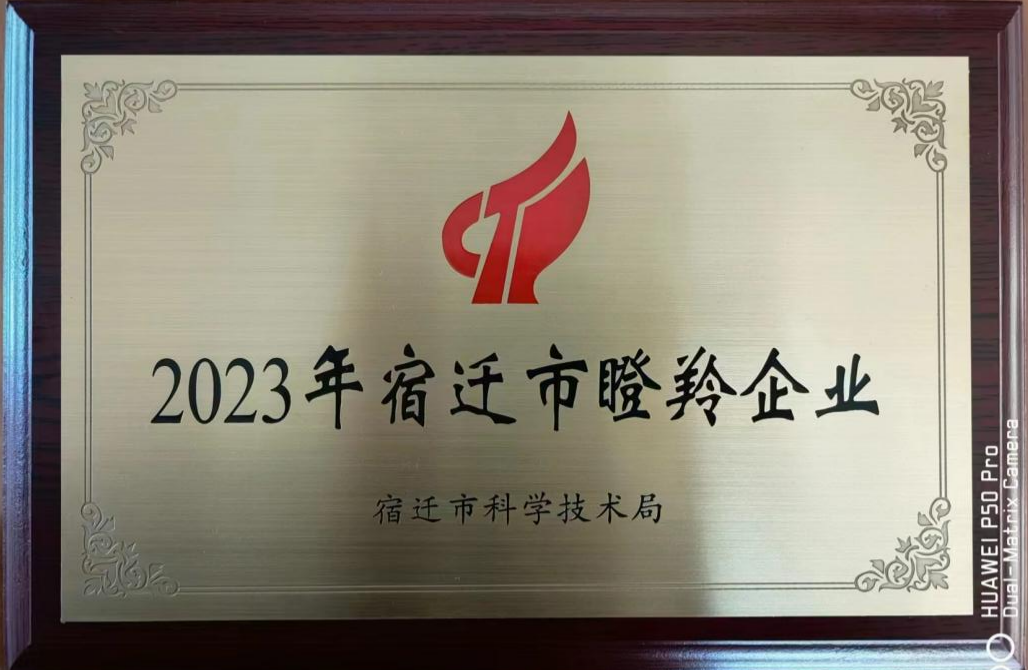 2023年宿迁市瞪羚企业
宿迁市科学技术局
HUAWEI P50 Pro
Dual-Matrix Camera